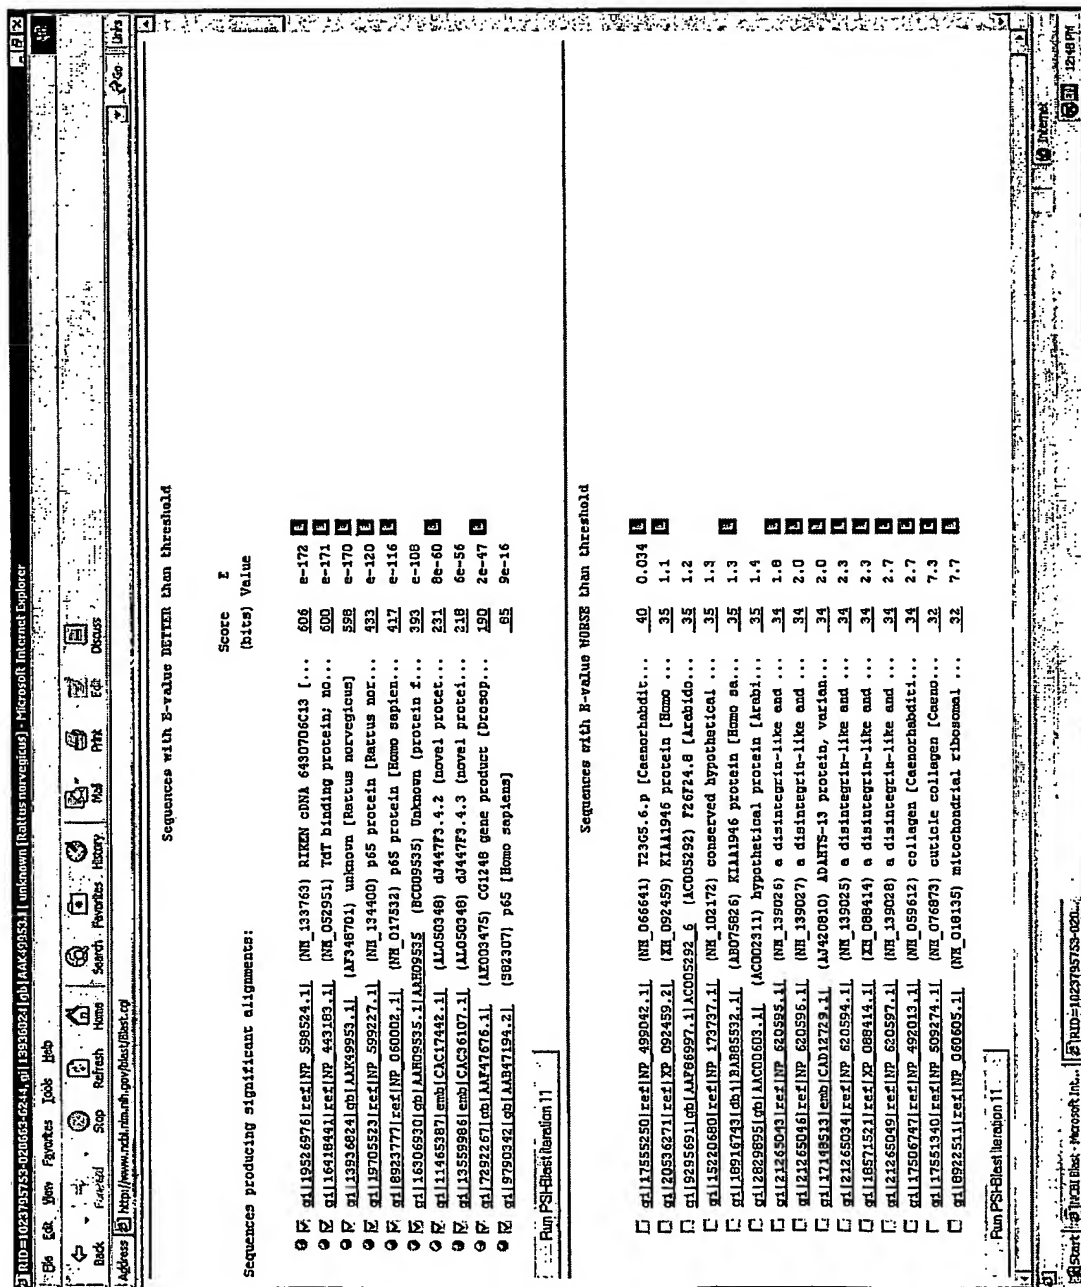 RID=1023795753-020663-6244, gi|13936824|gb|AAK49953.1| unknown [Rattus norvegicus] - Microsoft Internet Explorer
File Edit View Favorites Tools Help
Back Forward Stop Refresh Home Search Favorites History Mail Print Edit Discuss
Address http://www.ncbi.nlm.nih.gov/blast/Blast.cgi Go Links
Sequences with E-value BETTER than threshold
Score E
Sequences producing significant alignments: (bits) Value
gi|19526976|ref|NP_598524.1| (NM_133763) RIKEN cDNA 6430706C13 [... 606 e-172 L
gi|16418441|ref|NP_443183.1| (NM_052951) TdT binding protein; no... 600 e-171 L
gi|13936824|gb|AAK49953.1| (AF348701) unknown [Rattus norvegicus] 598 e-170 L
gi|19705523|ref|NP_599227.1| (NM_134400) p65 protein [Rattus nor... 433 e-120 L
gi|8923777|ref|NP_060002.1| (NM_017532) p65 protein [Homo sapien... 417 e-116 L
gi|16306930|gb|AAH09535.1|AAH09535 (BC009535) Unknown (protein f... 393 e-108
gi|11465387|emb|CAC17442.1| (AL050348) dJ447F3.4.2 (novel protet... 231 8e-60 L
gi|13559986|emb|CAC36107.1| (AL050348) dJ447F3.4.3 (novel protei... 218 6e-56
gi|7292267|gb|AAF47676.1| (AE003475) CG1248 gene product [Drosop... 190 2e-47 L
gi|9790342|gb|AAB47194.2| (S82307) p65 [Homo sapiens] 85 9e-16
Run PSI-Blast iteration 11
Sequences with E-value WORSE than threshold
gi|17555250|ref|NP_499042.1| (NM_066641) T23G5.6.p [Caenorhabdit... 40 0.034 L
gi|20536271|ref|XP_092459.2| (XM_092459) KIAA1946 protein [Homo ... 35 1.1 L
gi|9295691|gb|AAF86997.1|AC005292_6 (AC005292) F26F24.8 [Arabido... 35 1.2
gi|15220680|ref|NP_173737.1| (NM_102172) conserved hypothetical ... 35 1.3
gi|18916743|dbj|BAB85532.1| (AB075826) KIAA1946 protein [Homo sa... 35 1.3 L
gi|2829895|gb|AAC00603.1| (AC002311) hypothetical protein [Arabi... 35 1.4
gi|21265043|ref|NP_620595.1| (NM_139026) a disintegrin-like and ... 34 1.8 L
gi|21265046|ref|NP_620596.1| (NM_139027) a disintegrin-like and ... 34 2.0 L
gi|17148513|emb|CAD12729.1| (AJ420810) ADAMTS-13 protein, varian... 34 2.0 L
gi|21265034|ref|NP_620594.1| (NM_139025) a disintegrin-like and ... 34 2.3 L
gi|18571521|ref|XP_088414.1| (XM_088414) a disintegrin-like and ... 34 2.3 L
gi|21265049|ref|NP_620597.1| (NM_139028) a disintegrin-like and ... 34 2.7 L
gi|17506747|ref|NP_492013.1| (NM_059612) collagen [Caenorhabditi... 34 2.7 L
gi|17551340|ref|NP_509274.1| (NM_076873) cuticle collagen [Caeno... 32 7.3 L
gi|8922511|ref|NP_060605.1| (NM_018135) mitochondrial ribosomal ... 32 7.7 L
Run PSI-Blast iteration 11
Internet
Start NCBI Blast - Microsoft Int... RID=1023795753-020... 12:48 PM